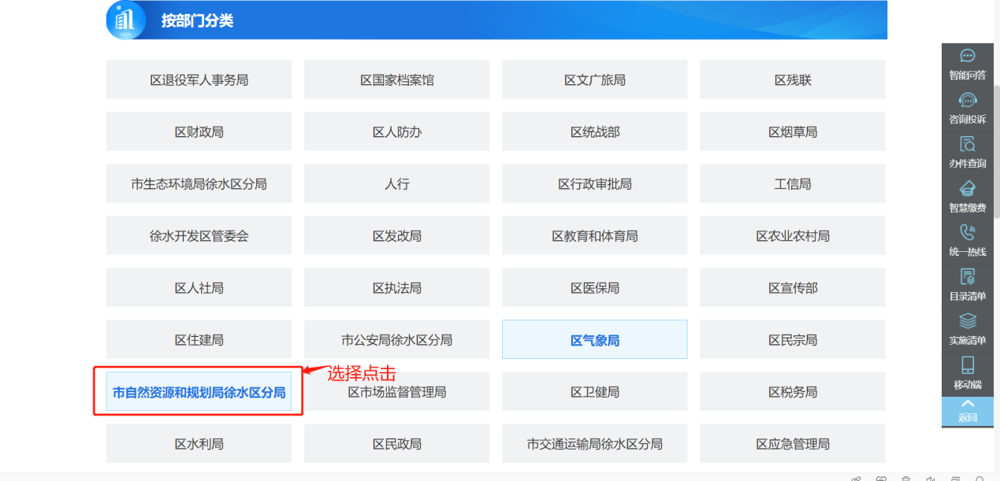 按部门分类
区退役军人事务局
区国家档案馆
区文广旅局
区残联
区财政局
区人防办
区统战部
区烟草局
市生态环境局徐水区分局
人行
区行政审批局
工信局
徐水开发区管委会
区发改局
区教育和体育局
区农业农村局
区人社局
区执法局
区医保局
区宣传部
区住建局
市公安局徐水区分局
区气象局
区民宗局
选择点击
市自然资源和规划局徐水区分局
区市场监督管理局
区卫健局
区税务局
区水利局
区民政局
市交通运输局徐水区分局
区应急管理局
智能问答
咨询投诉
办件查询
智慧缴费
统一热线
目录清单
实施清单
移动端
返回